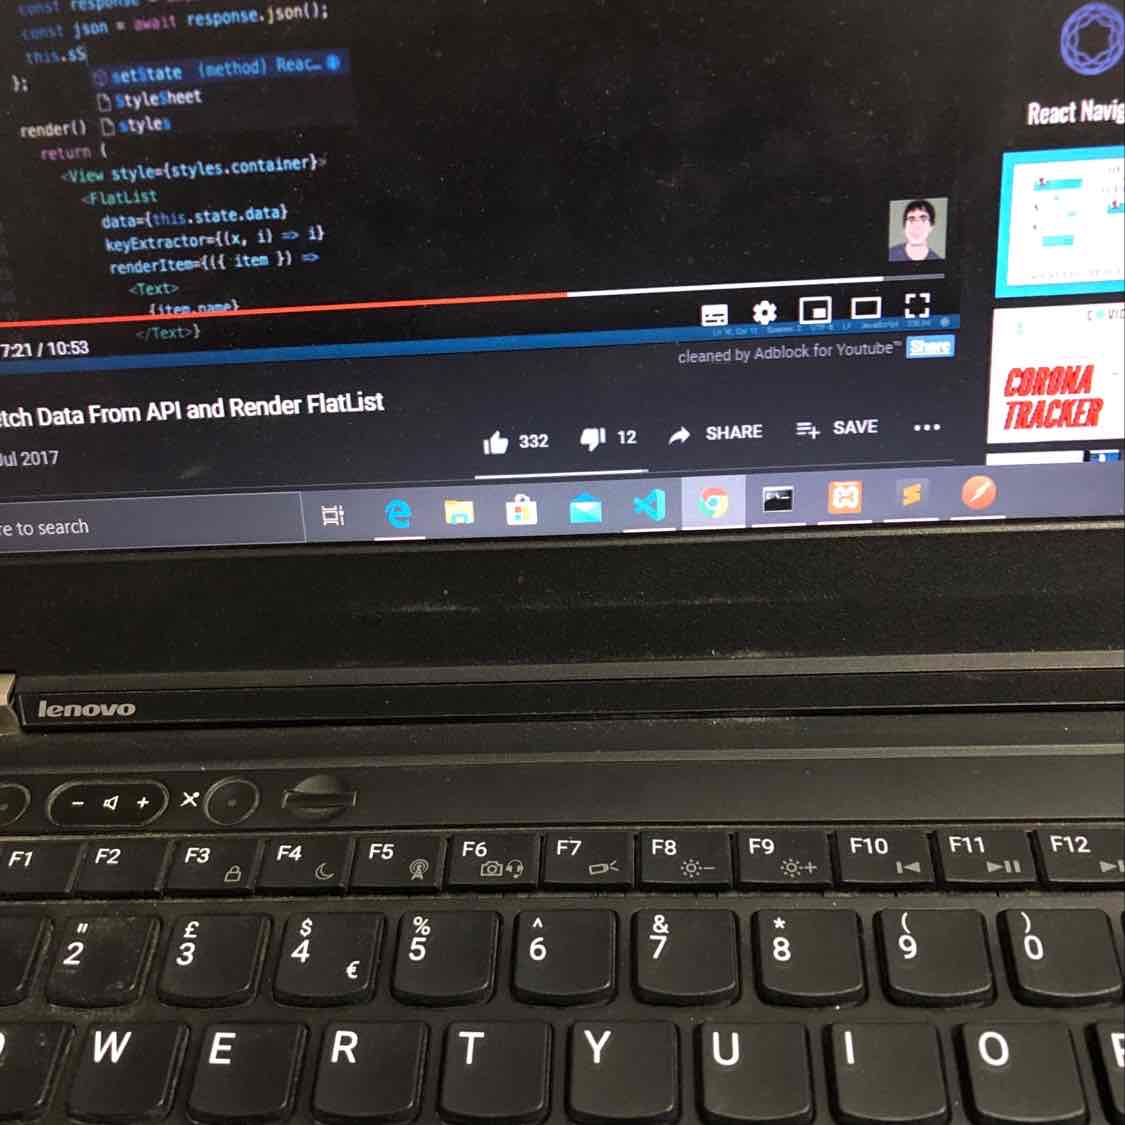 const response =
const json = await response.json();
this.sS
setState (method) Reac…
};
StyleSheet
styles
render()
return (
<View style={styles.container}>
<FlatList
data={this.state.data}
keyExtractor={(x, i) => i}
renderItem={({ item }) =>
<Text>
{item.name}
</Text>}
React Navig
7:21 / 10:53
cleaned by Adblock for Youtube™ Share
CORONA
TRACKER
tch Data From API and Render FlatList
332 12 SHARE SAVE
Jul 2017
re to search
lenovo
- +
F1 F2 F3 F4 F5 F6 F7 F8 F9 F10 F11 F12
" £ $ % ^ & * ( )
2 3 4 € 5 6 7 8 9 0
W E R T Y U I O P